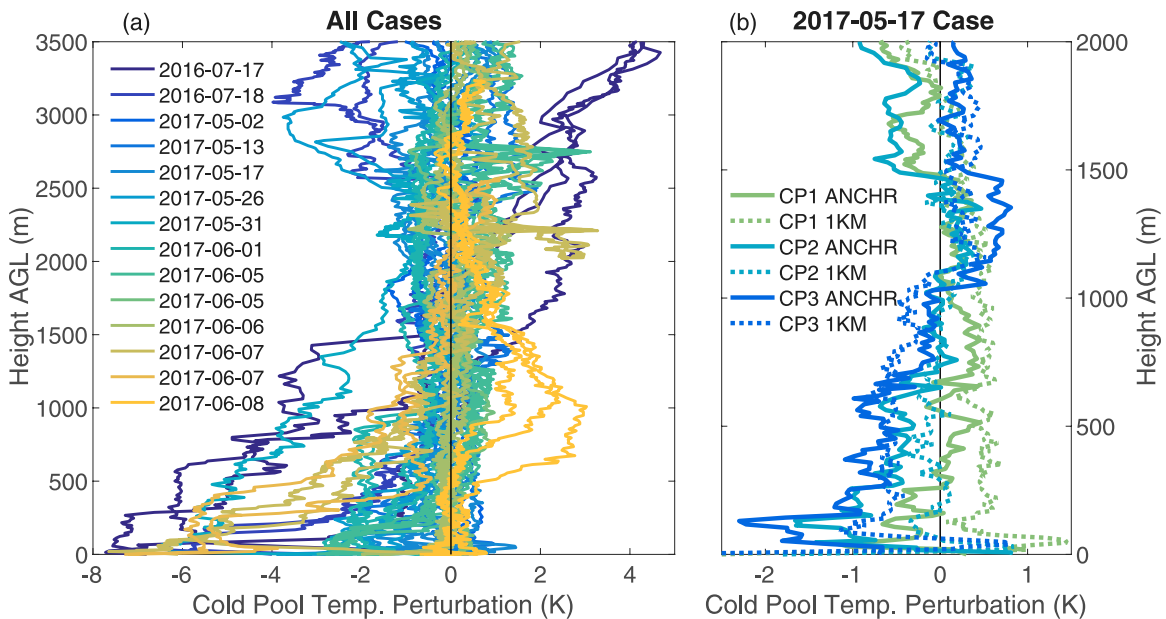 (a) All Cases
3500
3000
2500
2000
1500
1000
500
0
Height AGL (m)
2016-07-17
2016-07-18
2017-05-02
2017-05-13
2017-05-17
2017-05-26
2017-05-31
2017-06-01
2017-06-05
2017-06-05
2017-06-06
2017-06-07
2017-06-07
2017-06-08
-8 -6 -4 -2 0 2 4
Cold Pool Temp. Perturbation (K)
(b) 2017-05-17 Case
2000
1500
1000
500
0
Height AGL (m)
CP1 ANCHR
CP1 1KM
CP2 ANCHR
CP2 1KM
CP3 ANCHR
CP3 1KM
-2 -1 0 1
Cold Pool Temp. Perturbation (K)